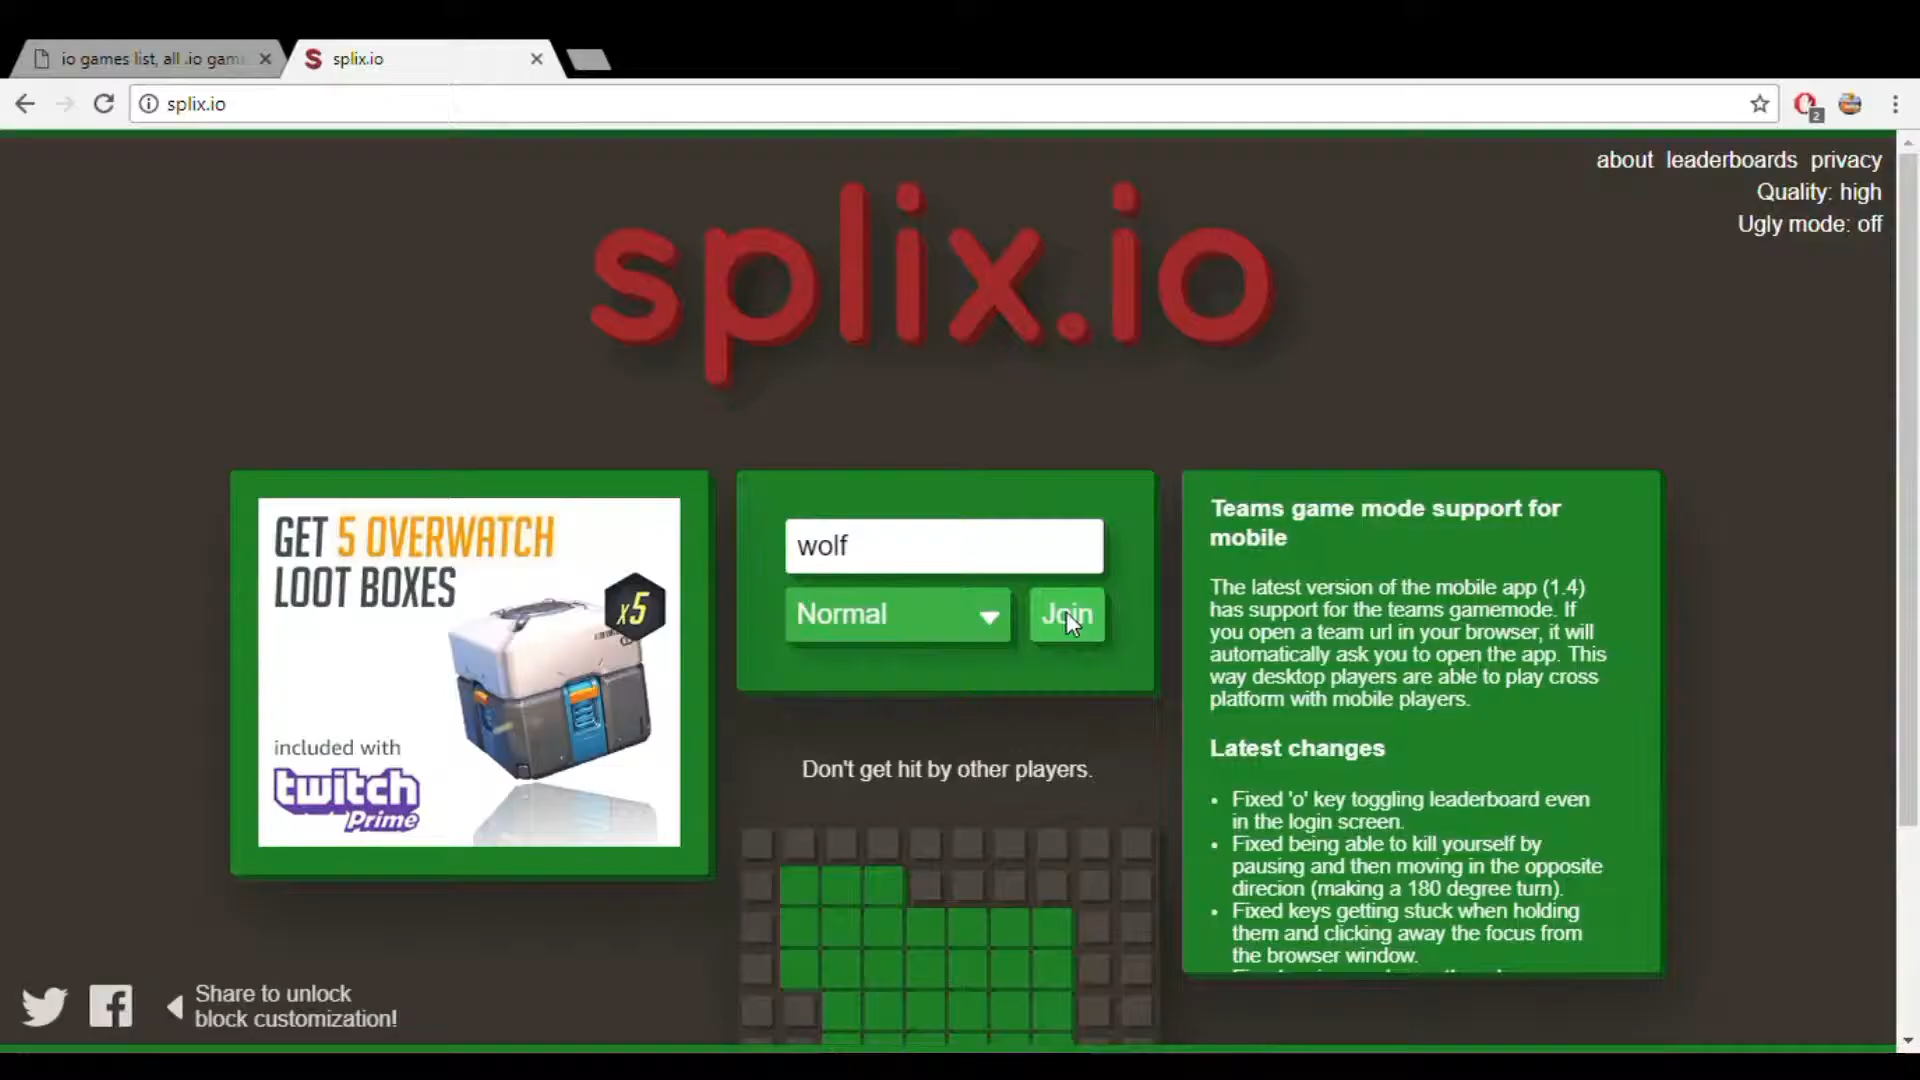 io games list, all .io gam
splix.io
splix.io
2
about leaderboards privacy
Quality: high
Ugly mode: off
splix.io
GET 5 OVERWATCH
LOOT BOXES
x5
included with
twitch
Prime
wolf
Normal
Join
Don't get hit by other players.
Teams game mode support for
mobile
The latest version of the mobile app (1.4)
has support for the teams gamemode. If
you open a team url in your browser, it will
automatically ask you to open the app. This
way desktop players are able to play cross
platform with mobile players.
Latest changes
• Fixed 'o' key toggling leaderboard even
in the login screen.
• Fixed being able to kill yourself by
pausing and then moving in the opposite
direcion (making a 180 degree turn).
• Fixed keys getting stuck when holding
them and clicking away the focus from
the browser window.
Share to unlock
block customization!